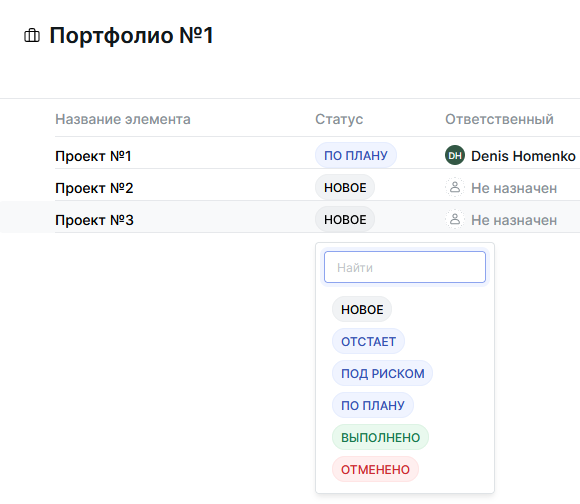 Портфолио №1
Название элемента Статус Ответственный
Проект №1 ПО ПЛАНУ DH Denis Homenko
Проект №2 НОВОЕ Не назначен
Проект №3 НОВОЕ Не назначен
Найти
НОВОЕ
ОТСТАЕТ
ПОД РИСКОМ
ПО ПЛАНУ
ВЫПОЛНЕНО
ОТМЕНЕНО